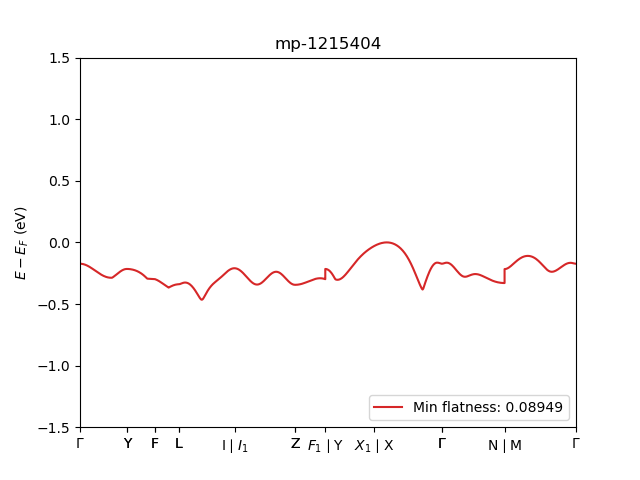 mp-1215404
1.5
1.0
0.5
0.0
−0.5
−1.0
−1.5
E − E_F (eV)
Min flatness: 0.08949
Γ Y F L I | I_1 Z F_1 | Y X_1 | X Γ N | M Γ